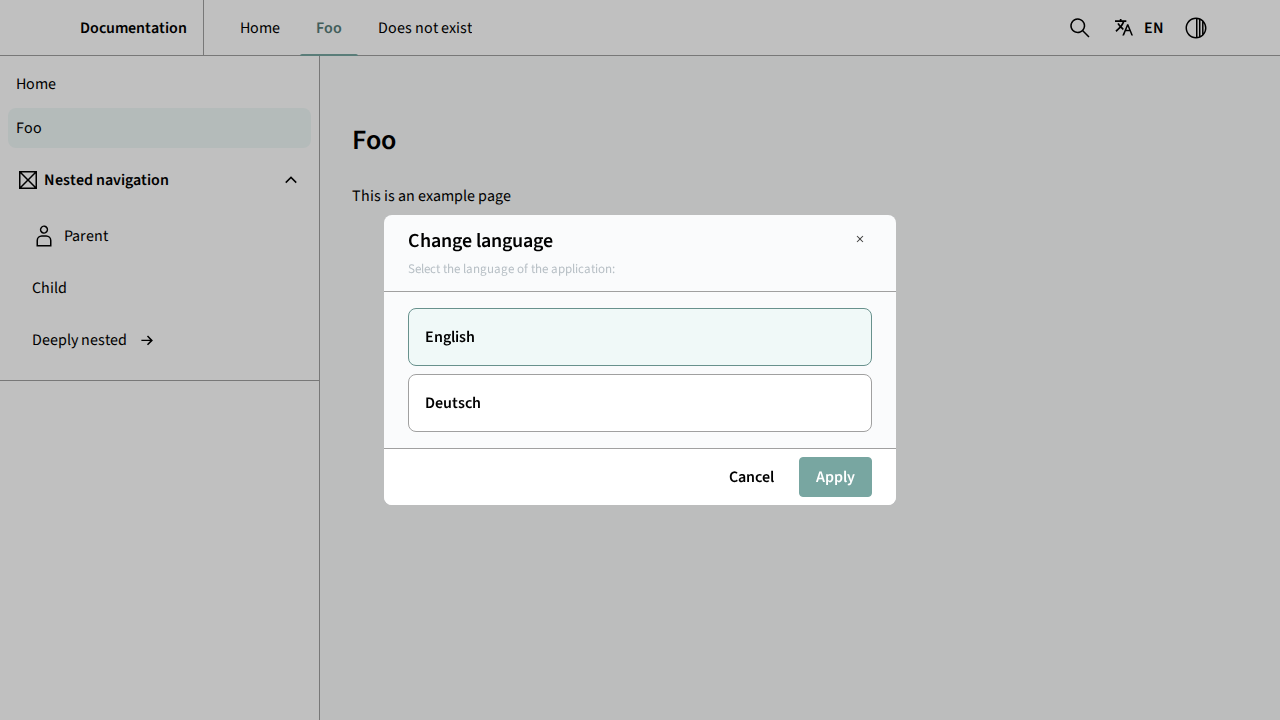 Documentation
Home
Foo
Does not exist
EN
Home
Foo
Nested navigation
Parent
Child
Deeply nested
Foo
This is an example page
Change language
Select the language of the application:
English
Deutsch
Cancel
Apply